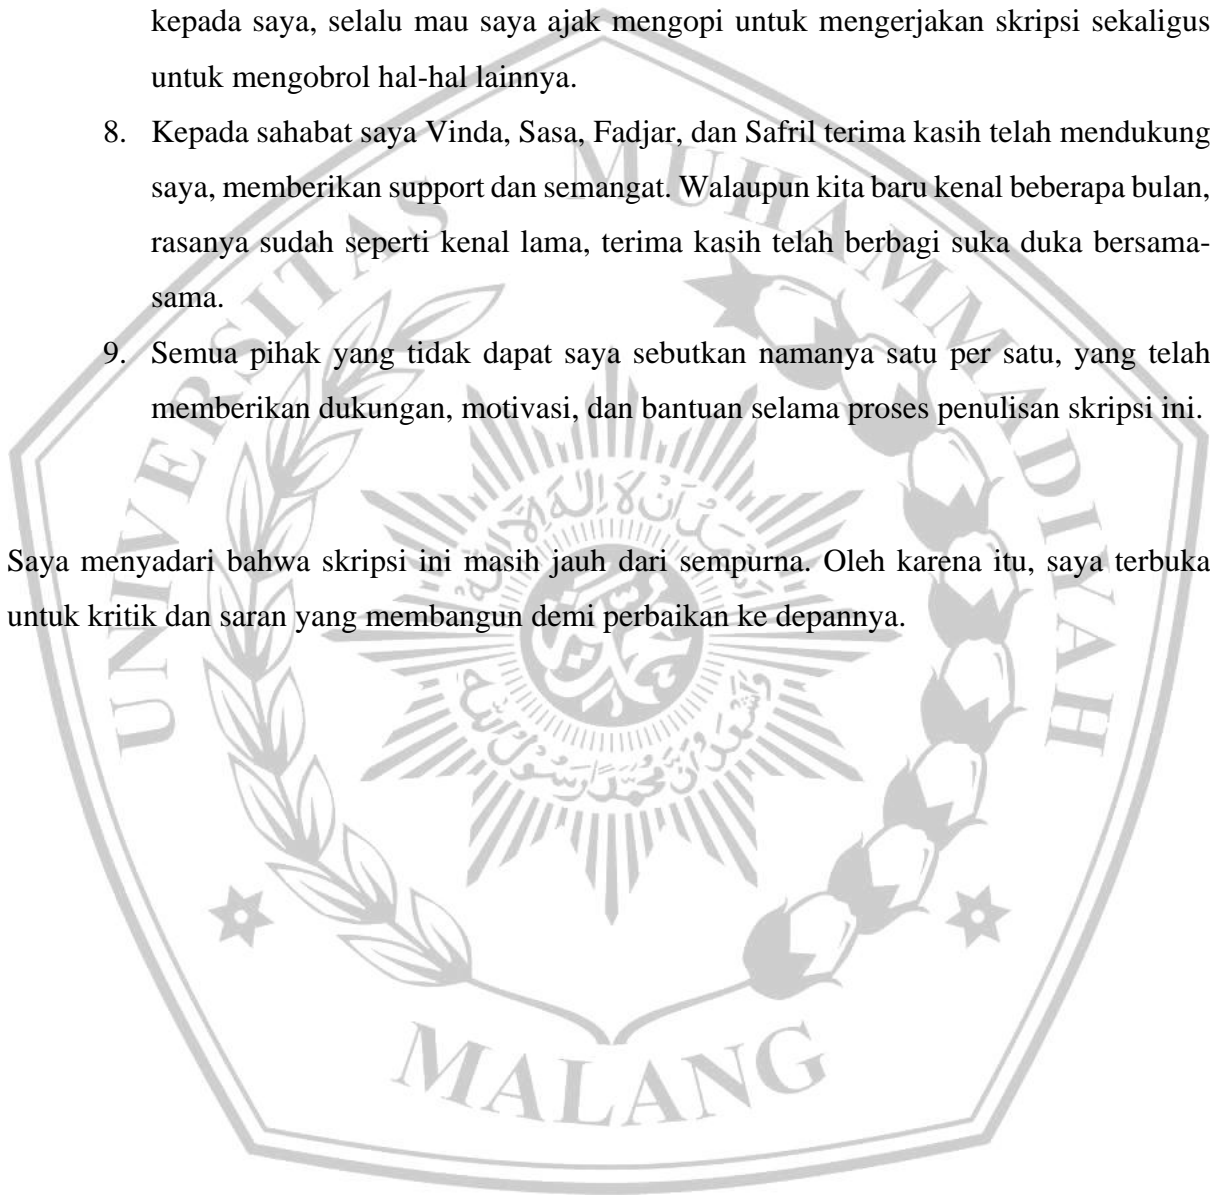 kepada saya, selalu mau saya ajak mengopi untuk mengerjakan skripsi sekaligus
untuk mengobrol hal-hal lainnya.
8. Kepada sahabat saya Vinda, Sasa, Fadjar, dan Safril terima kasih telah mendukung
saya, memberikan support dan semangat. Walaupun kita baru kenal beberapa bulan,
rasanya sudah seperti kenal lama, terima kasih telah berbagi suka duka bersama-
sama.
9. Semua pihak yang tidak dapat saya sebutkan namanya satu per satu, yang telah
memberikan dukungan, motivasi, dan bantuan selama proses penulisan skripsi ini.
Saya menyadari bahwa skripsi ini masih jauh dari sempurna. Oleh karena itu, saya terbuka
untuk kritik dan saran yang membangun demi perbaikan ke depannya.
UNIVERSITAS MUHAMMADIYAH
MALANG